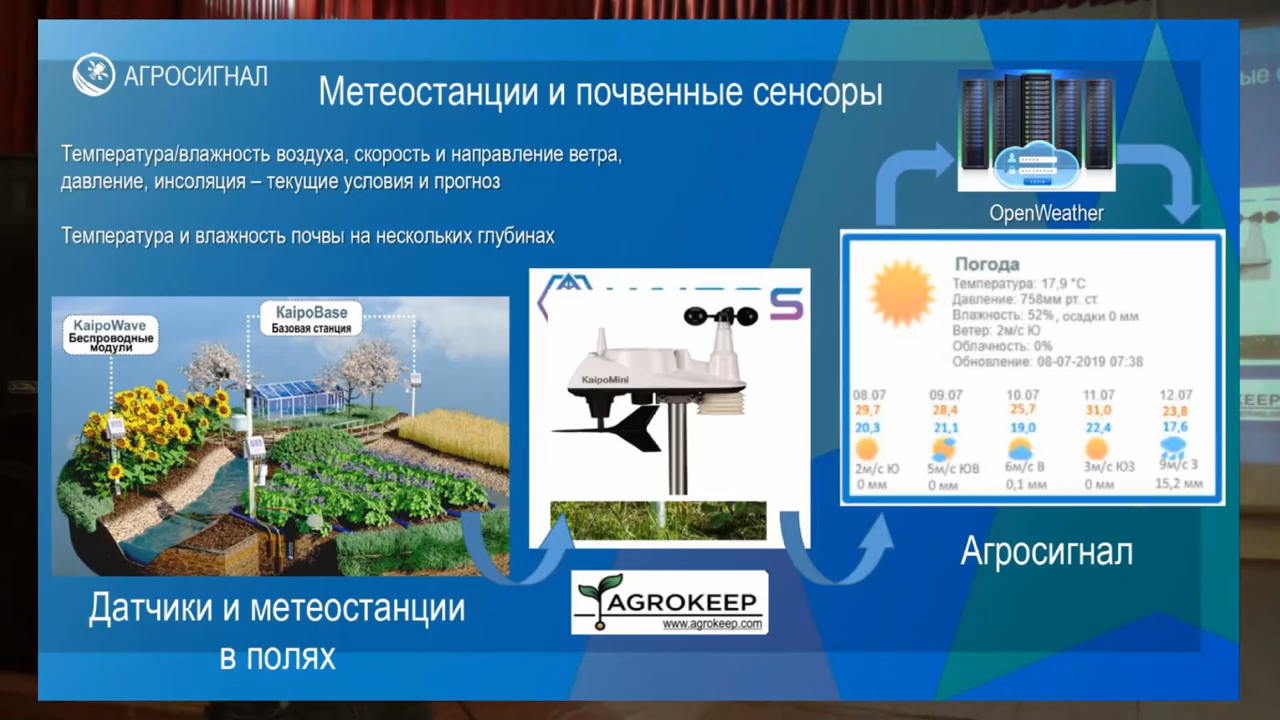 АГРОСИГНАЛ
Метеостанции и почвенные сенсоры
Температура/влажность воздуха, скорость и направление ветра,
давление, инсоляция – текущие условия и прогноз
Температура и влажность почвы на нескольких глубинах
KaipoWave
Беспроводные
модули
KaipoBase
Базовая станция
KaipoMini
S
AGROKEEP
www.agrokeep.com
Датчики и метеостанции
в полях
LOGIN
OpenWeather
Погода
Температура: 17,9 °C
Давление: 758мм рт. ст.
Влажность: 52%, осадки 0 мм
Ветер: 2м/с Ю
Облачность: 0%
Обновление: 08-07-2019 07:38
08.07 09.07 10.07 11.07 12.07
29,7 28,4 25,7 31,0 23,8
20,3 21,1 19,0 22,4 17,6
2м/с Ю 5м/с ЮВ 6м/с В 3м/с ЮЗ 9м/с З
0 мм 0 мм 0,1 мм 0 мм 15,2 мм
Агросигнал
ые
KEEP